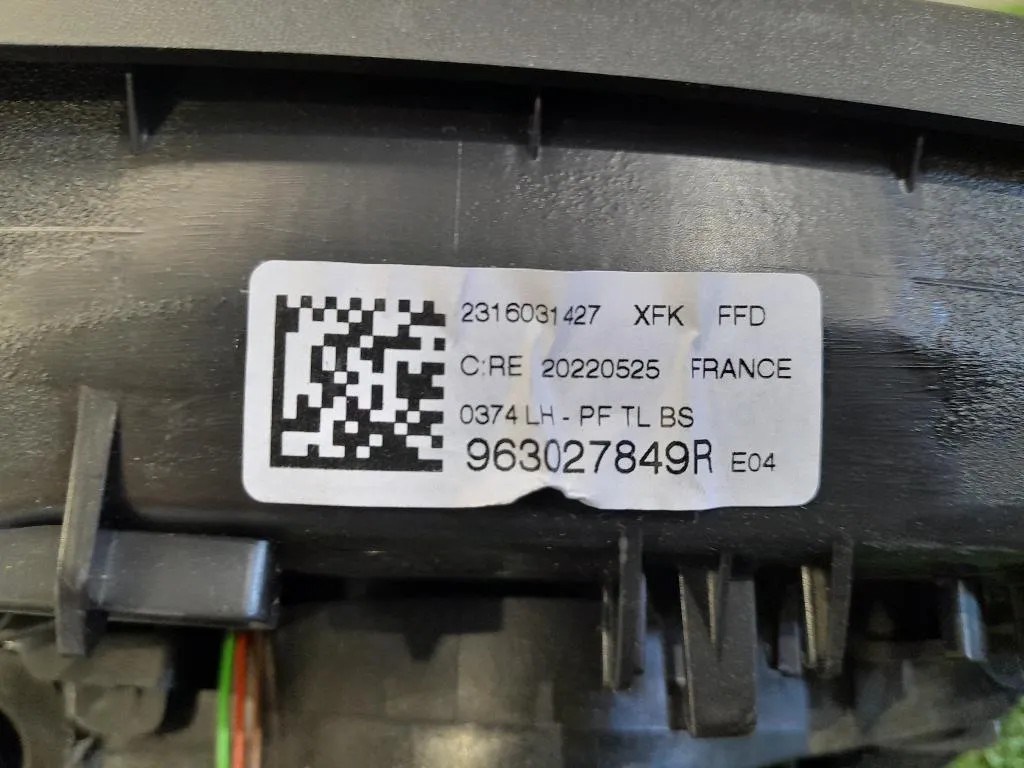 2316031427 XFK FFD
C:RE 20220525 FRANCE
0374 LH - PF TL BS
963027849R E04